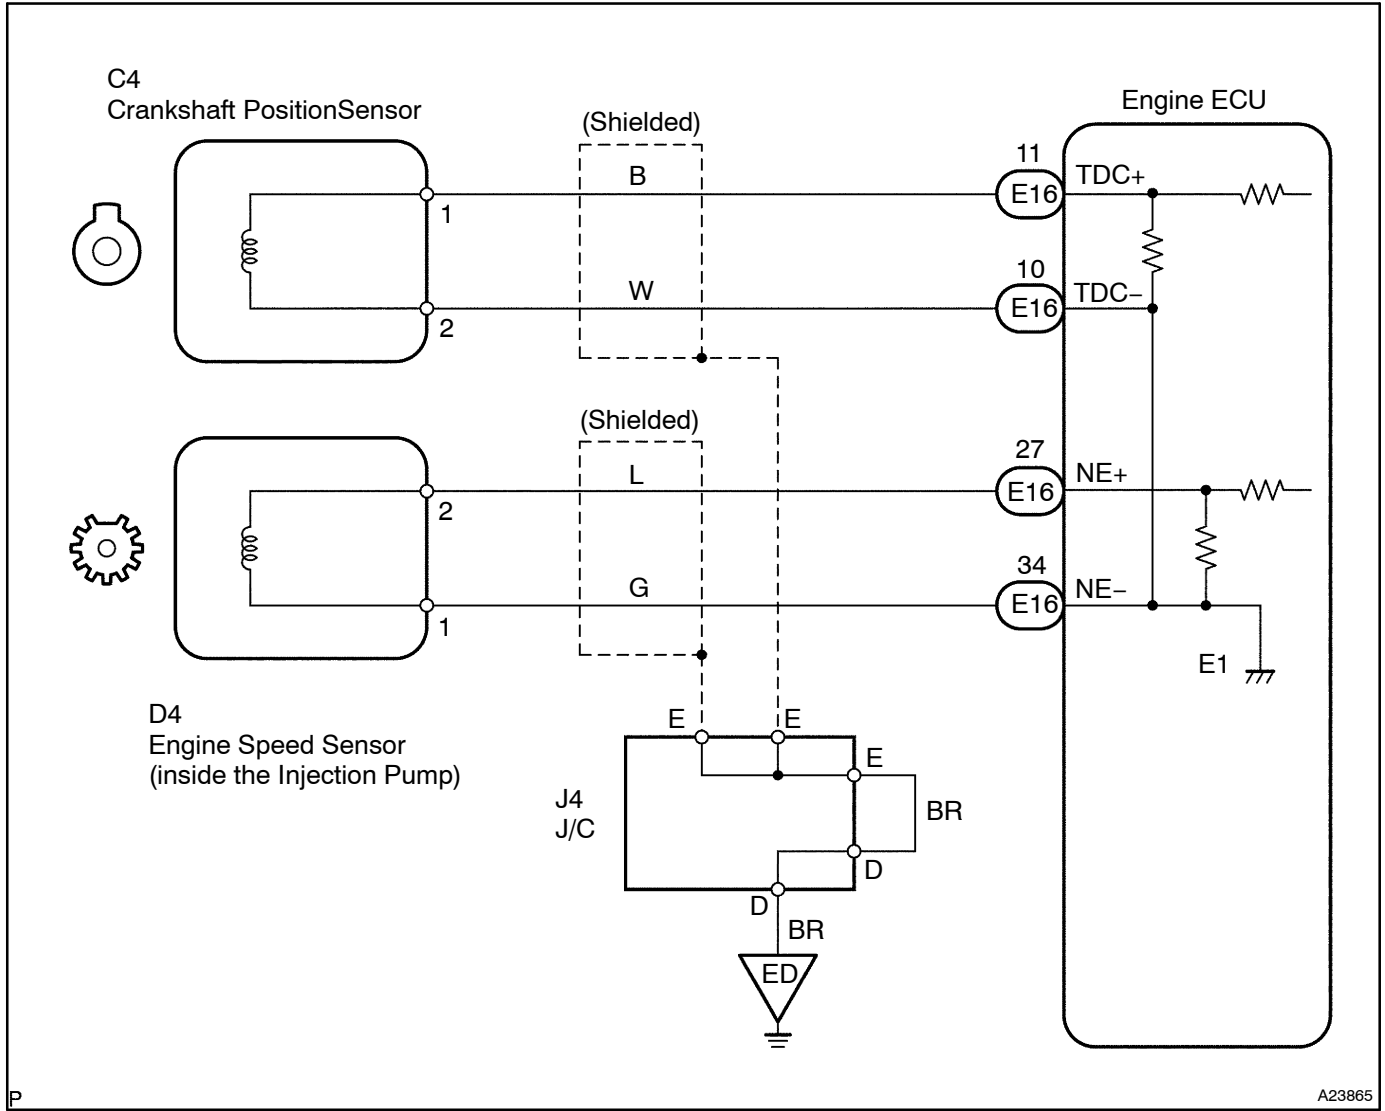 C4
Crankshaft PositionSensor
(Shielded)
Engine ECU
B
1
11
E16
TDC+
W
2
10
E16
TDC−
(Shielded)
L
2
27
E16
NE+
G
1
34
E16
NE−
E1
D4
Engine Speed Sensor
(inside the Injection Pump)
E
E
E
J4
J/C
BR
D
D
BR
ED
P
A23865